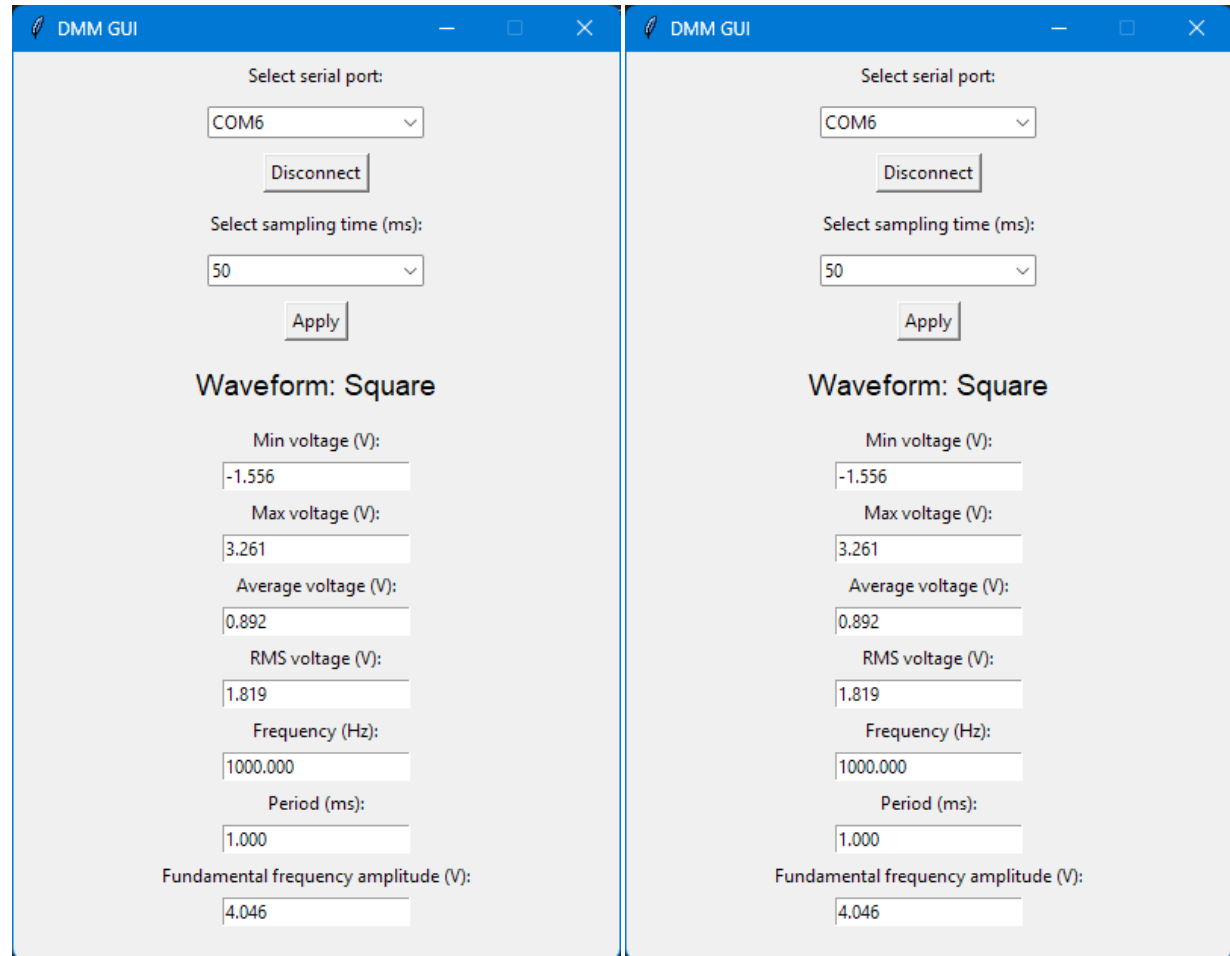 DMM GUI
Select serial port:
COM6
Disconnect
Select sampling time (ms):
50
Apply
Waveform: Square
Min voltage (V):
-1.556
Max voltage (V):
3.261
Average voltage (V):
0.892
RMS voltage (V):
1.819
Frequency (Hz):
1000.000
Period (ms):
1.000
Fundamental frequency amplitude (V):
4.046
DMM GUI
Select serial port:
COM6
Disconnect
Select sampling time (ms):
50
Apply
Waveform: Square
Min voltage (V):
-1.556
Max voltage (V):
3.261
Average voltage (V):
0.892
RMS voltage (V):
1.819
Frequency (Hz):
1000.000
Period (ms):
1.000
Fundamental frequency amplitude (V):
4.046